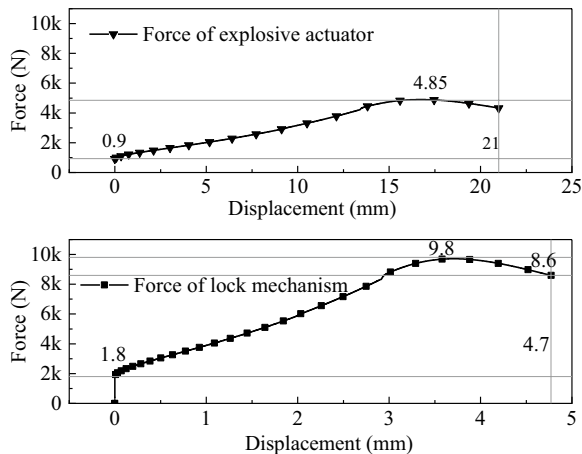 Force (N)
10k
8k
6k
4k
2k
0
Force of explosive actuator
4.85
0.9
21
0 5 10 15 20 25
Displacement (mm)
Force (N)
10k
8k
6k
4k
2k
0
9.8
8.6
Force of lock mechanism
1.8
4.7
0 1 2 3 4 5
Displacement (mm)